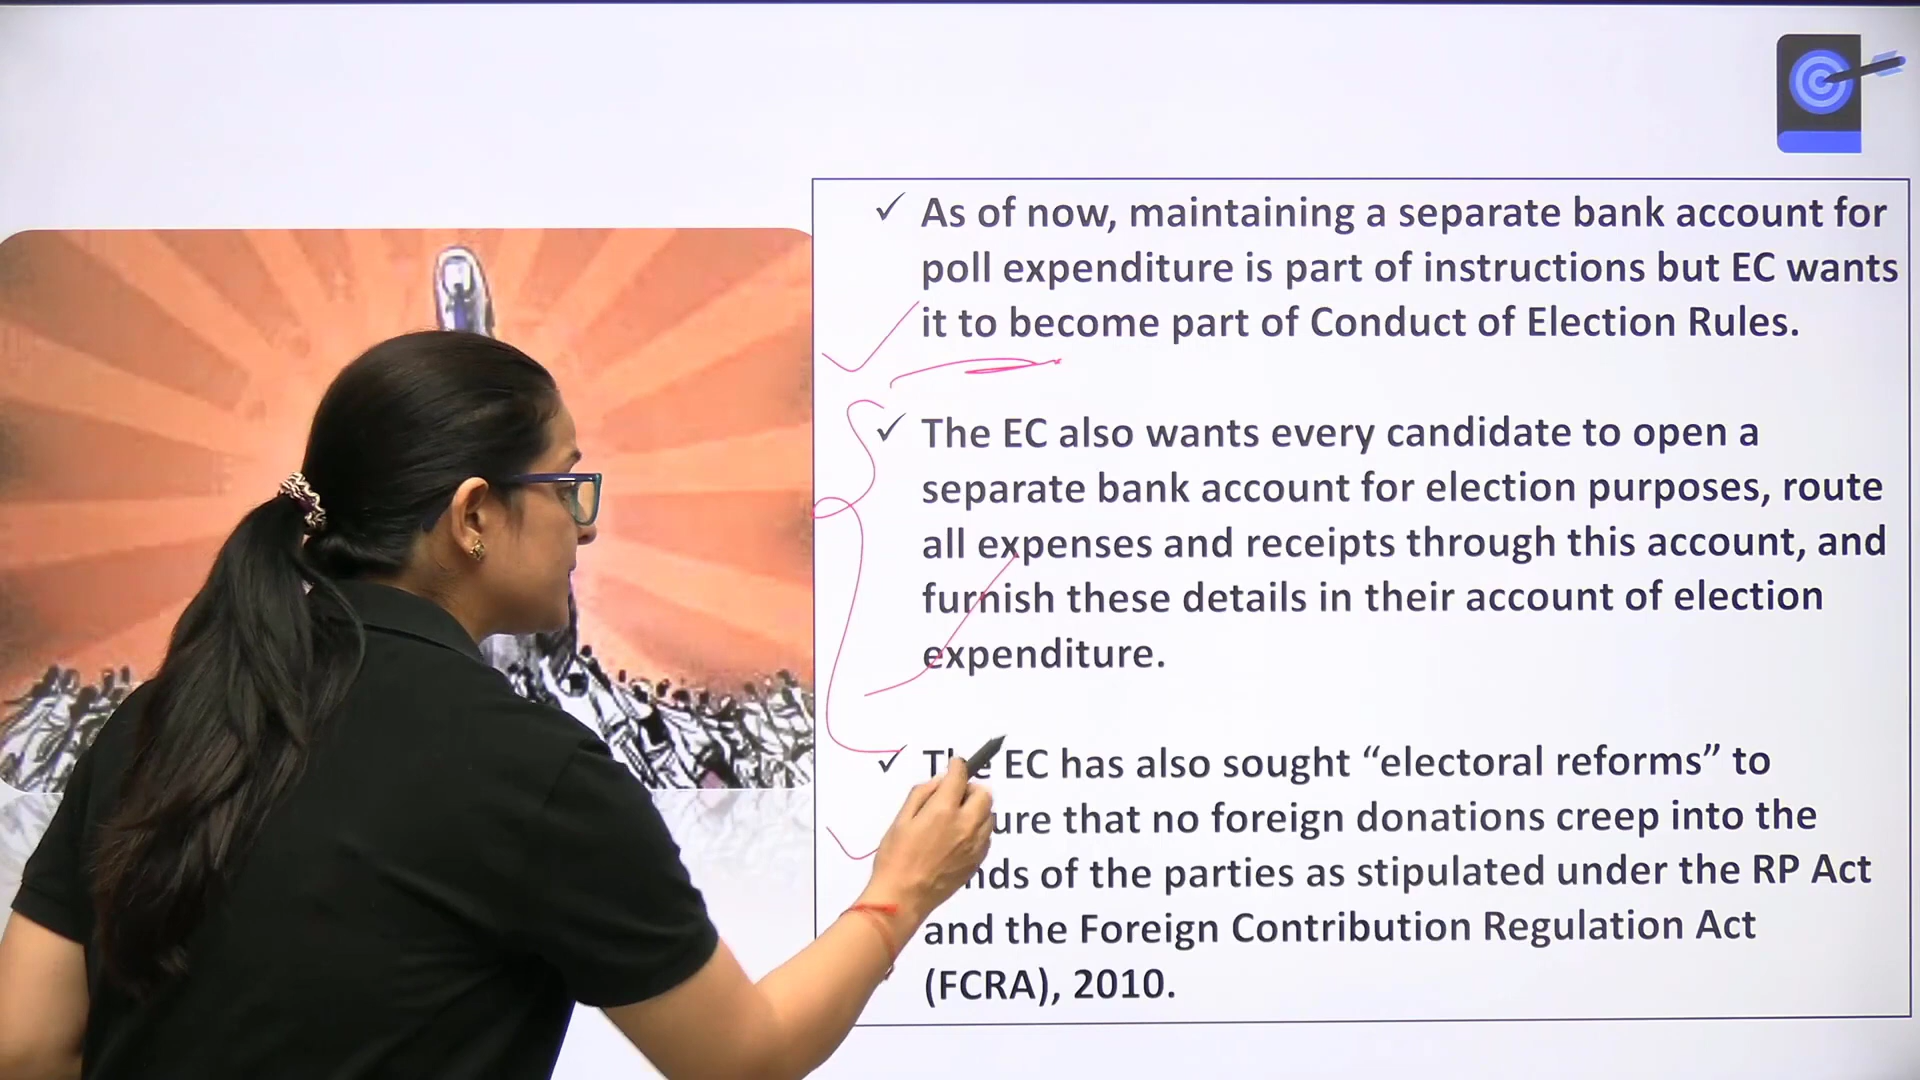 As of now, maintaining a separate bank account for
poll expenditure is part of instructions but EC wants
it to become part of Conduct of Election Rules.
The EC also wants every candidate to open a
separate bank account for election purposes, route
all expenses and receipts through this account, and
furnish these details in their account of election
expenditure.
The EC has also sought “electoral reforms” to
that no foreign donations creep into the
of the parties as stipulated under the RP Act
and the Foreign Contribution Regulation Act
(FCRA), 2010.